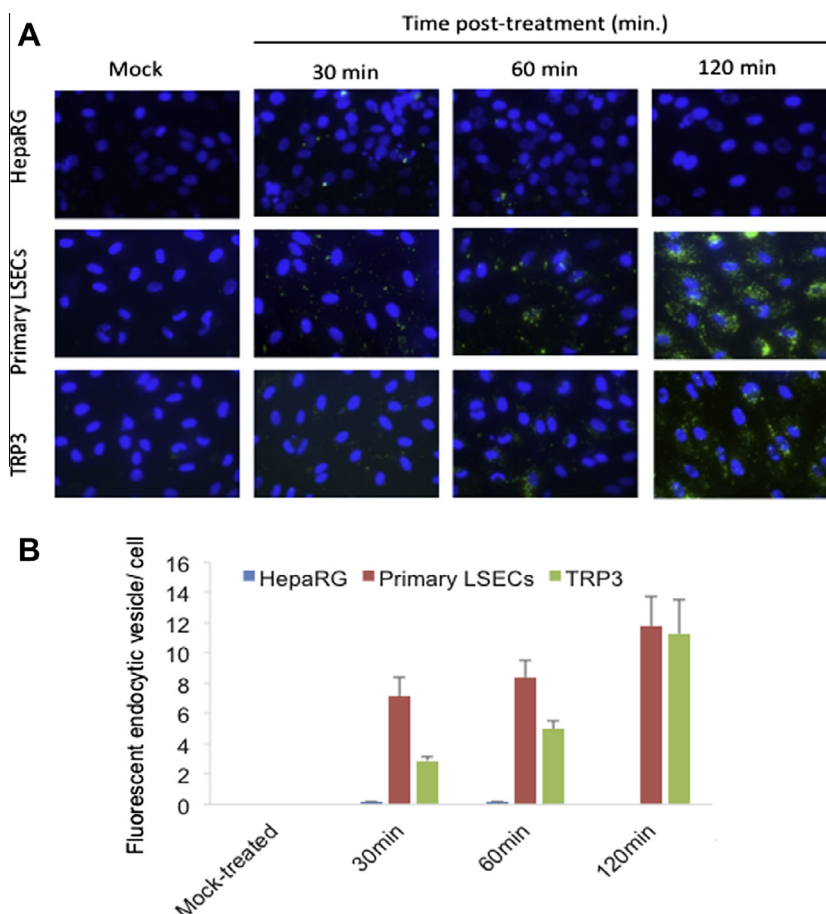 A
Time post-treatment (min.)
Mock
30 min
60 min
120 min
HepaRG
Primary LSECs
TRP3
B
Fluorescent endocytic vesicle/ cell
16
14
12
10
8
6
4
2
0
HepaRG
Primary LSECs
TRP3
Mock-treated
30min
60min
120min